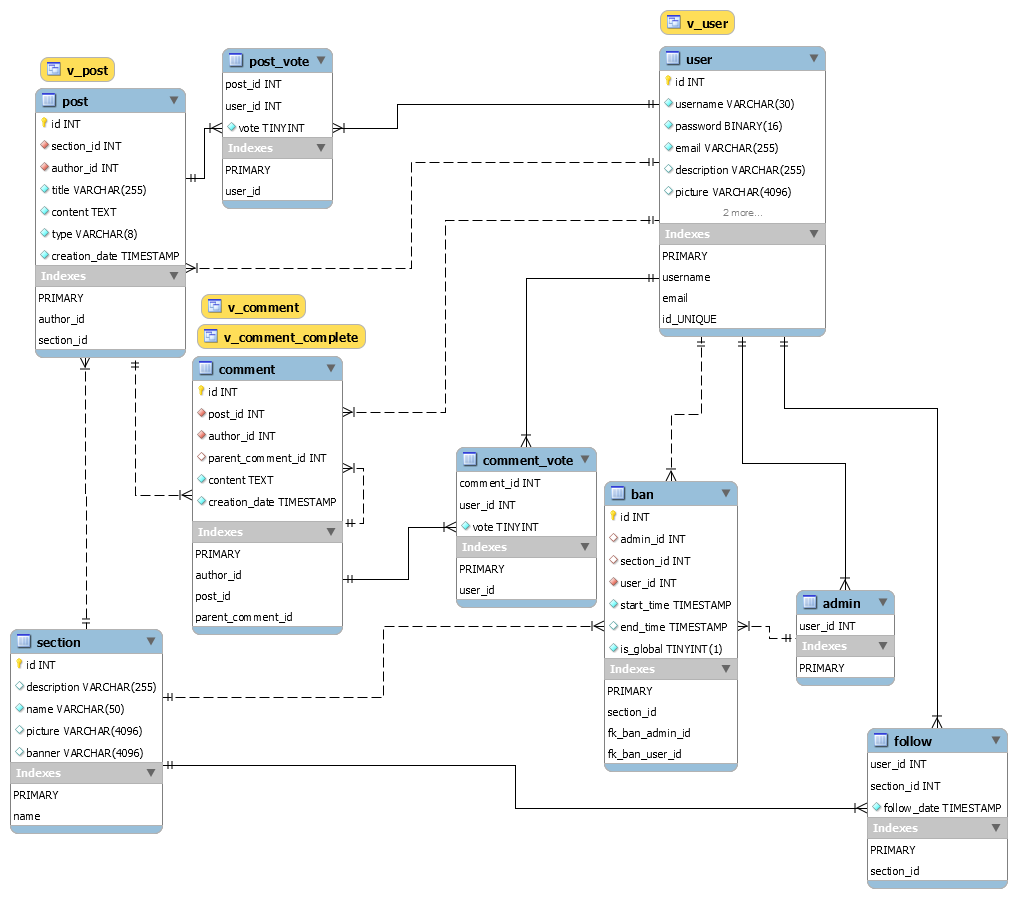 v_user
v_post
post_vote
post_id INT
user_id INT
vote TINYINT
Indexes
PRIMARY
user_id
user
id INT
username VARCHAR(30)
password BINARY(16)
email VARCHAR(255)
description VARCHAR(255)
picture VARCHAR(4096)
2 more...
Indexes
PRIMARY
username
email
id_UNIQUE
post
id INT
section_id INT
author_id INT
title VARCHAR(255)
content TEXT
type VARCHAR(8)
creation_date TIMESTAMP
Indexes
PRIMARY
author_id
section_id
v_comment
v_comment_complete
comment
id INT
post_id INT
author_id INT
parent_comment_id INT
content TEXT
creation_date TIMESTAMP
Indexes
PRIMARY
author_id
post_id
parent_comment_id
comment_vote
comment_id INT
user_id INT
vote TINYINT
Indexes
PRIMARY
user_id
ban
id INT
admin_id INT
section_id INT
user_id INT
start_time TIMESTAMP
end_time TIMESTAMP
is_global TINYINT(1)
Indexes
PRIMARY
section_id
fk_ban_admin_id
fk_ban_user_id
admin
user_id INT
Indexes
PRIMARY
section
id INT
description VARCHAR(255)
name VARCHAR(50)
picture VARCHAR(4096)
banner VARCHAR(4096)
Indexes
PRIMARY
name
follow
user_id INT
section_id INT
follow_date TIMESTAMP
Indexes
PRIMARY
section_id